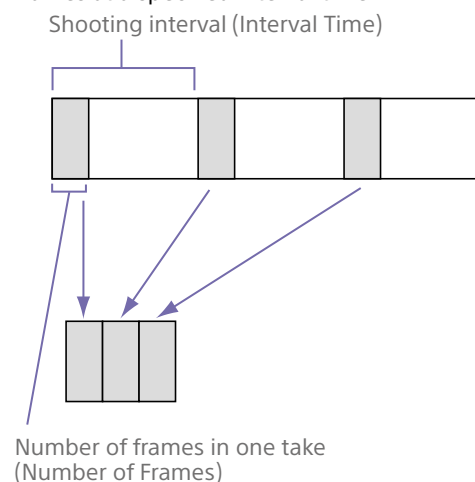 Shooting interval (Interval Time)
Number of frames in one take
(Number of Frames)